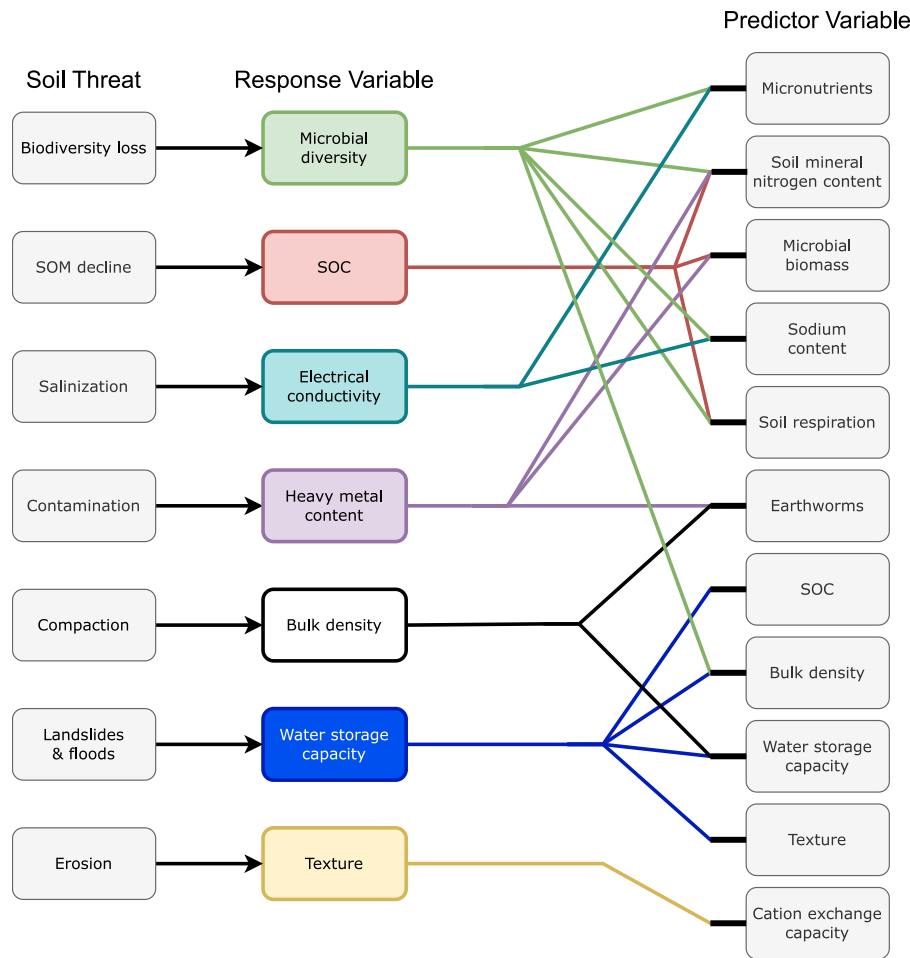 Predictor Variable
Soil Threat
Response Variable
Biodiversity loss
SOM decline
Salinization
Contamination
Compaction
Landslides
& floods
Erosion
Microbial
diversity
SOC
Electrical
conductivity
Heavy metal
content
Bulk density
Water storage
capacity
Texture
Micronutrients
Soil mineral
nitrogen content
Microbial
biomass
Sodium
content
Soil respiration
Earthworms
SOC
Bulk density
Water storage
capacity
Texture
Cation exchange
capacity